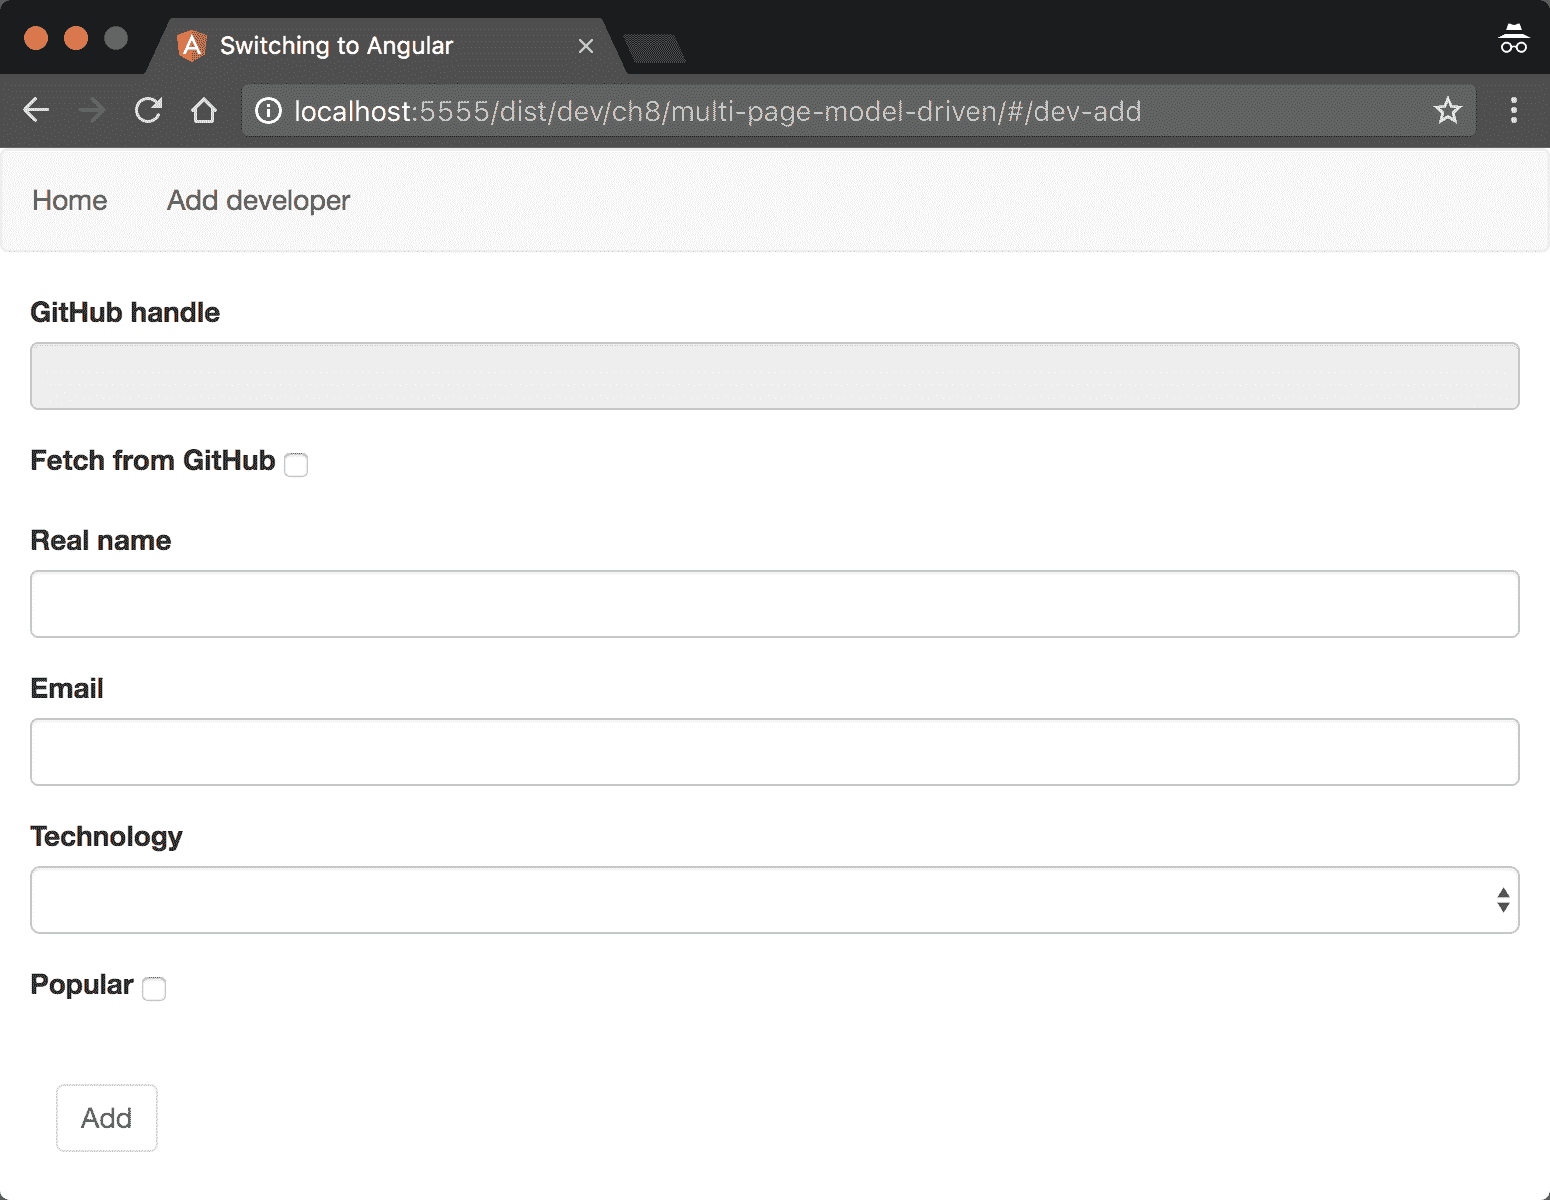 Switching to Angular
localhost:5555/dist/dev/ch8/multi-page-model-driven/#/dev-add
Home Add developer
GitHub handle
Fetch from GitHub
Real name
Email
Technology
Popular
Add